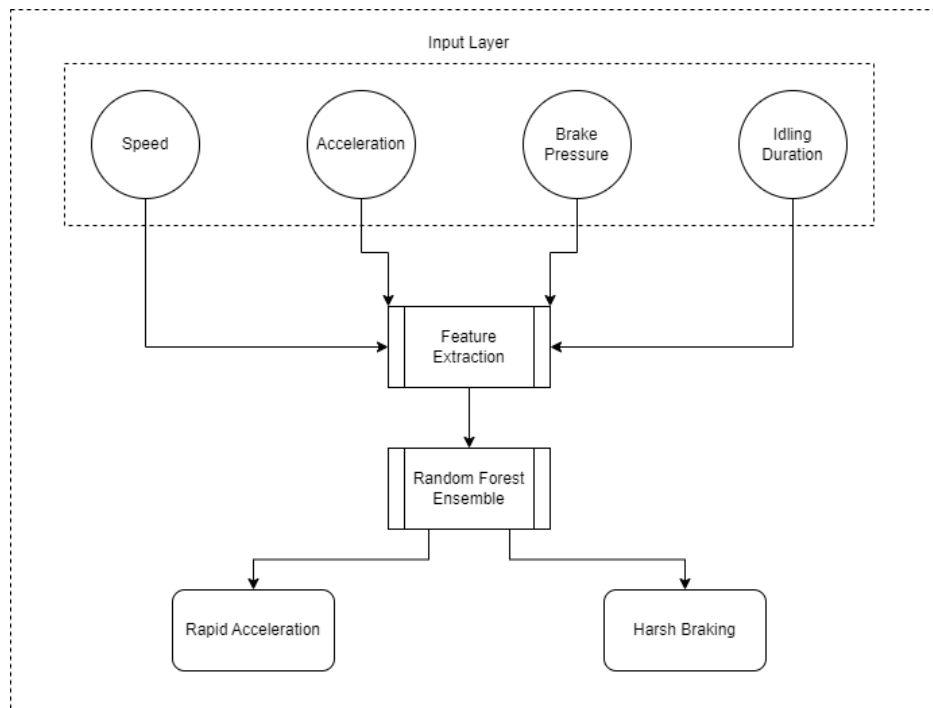 Input Layer
Speed
Acceleration
Brake
Pressure
Idling
Duration
Feature
Extraction
Random Forest
Ensemble
Rapid Acceleration
Harsh Braking